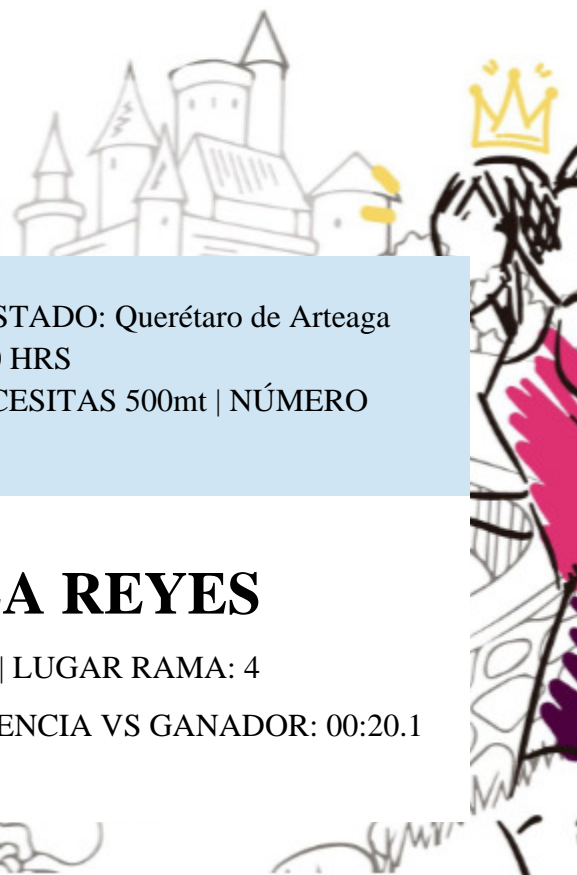 STADO: Querétaro de Arteaga
HRS
CESITAS 500mt | NÚMERO
A REYES
| LUGAR RAMA: 4
ENCIA VS GANADOR: 00:20.1